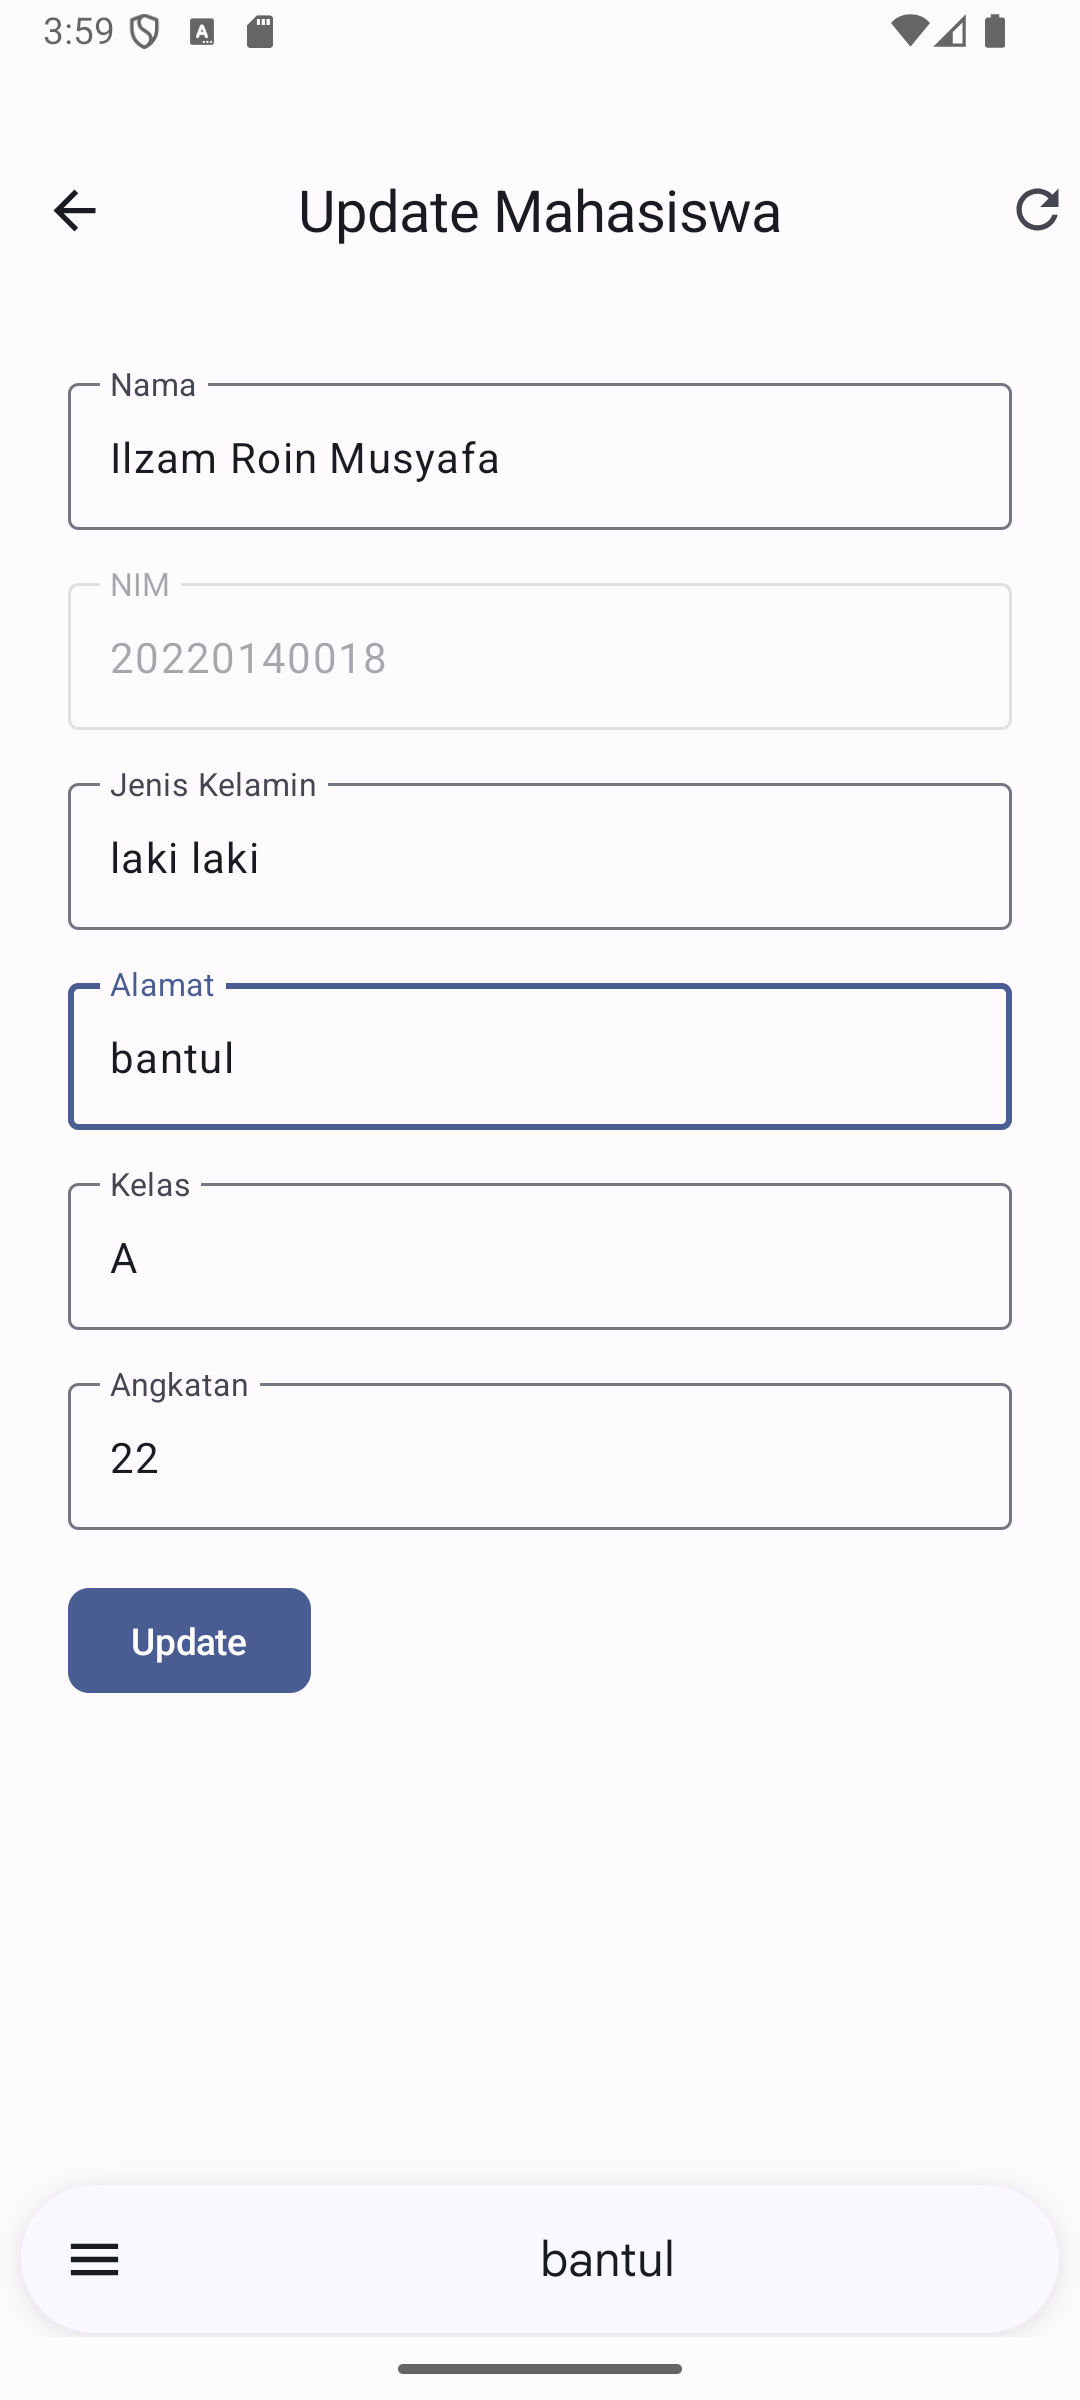 3:59
Update Mahasiswa
Nama
Ilzam Roin Musyafa
NIM
20220140018
Jenis Kelamin
laki laki
Alamat
bantul
Kelas
A
Angkatan
22
Update
bantul